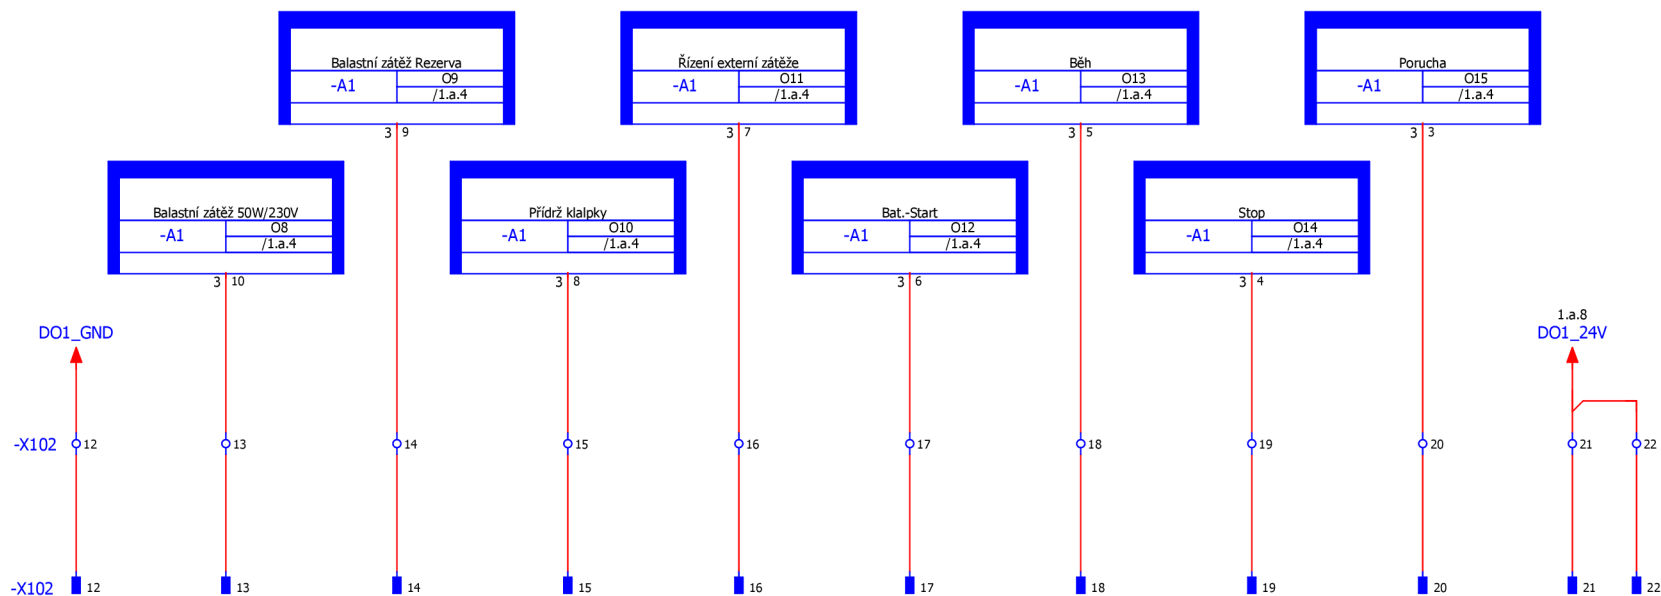 Balastní zátěž Rezerva
-A1 O9
/1.a.4
3 9
Řízení externí zátěže
-A1 O11
/1.a.4
3 7
Běh
-A1 O13
/1.a.4
3 5
Porucha
-A1 O15
/1.a.4
3 3
Balastní zátěž 50W/230V
-A1 O8
/1.a.4
3 10
Přídrž klalpky
-A1 O10
/1.a.4
3 8
Bat.-Start
-A1 O12
/1.a.4
3 6
Stop
-A1 O14
/1.a.4
3 4
DO1_GND
1.a.8
DO1_24V
-X102 12 13 14 15 16 17 18 19 20 21 22
-X102 12 13 14 15 16 17 18 19 20 21 22